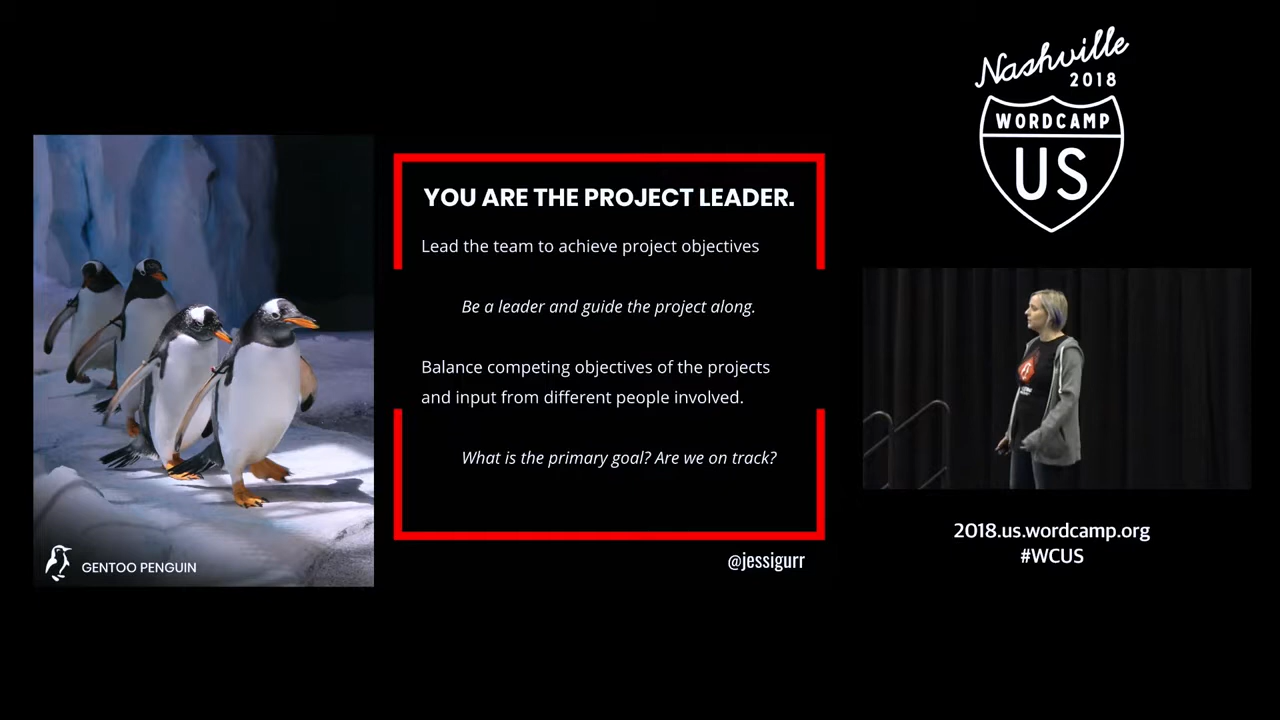 Nashville
2018
WORDCAMP
US
YOU ARE THE PROJECT LEADER.
Lead the team to achieve project objectives
Be a leader and guide the project along.
Balance competing objectives of the projects
and input from different people involved.
What is the primary goal? Are we on track?
GENTOO PENGUIN
@jessigurr
2018.us.wordcamp.org
#WCUS